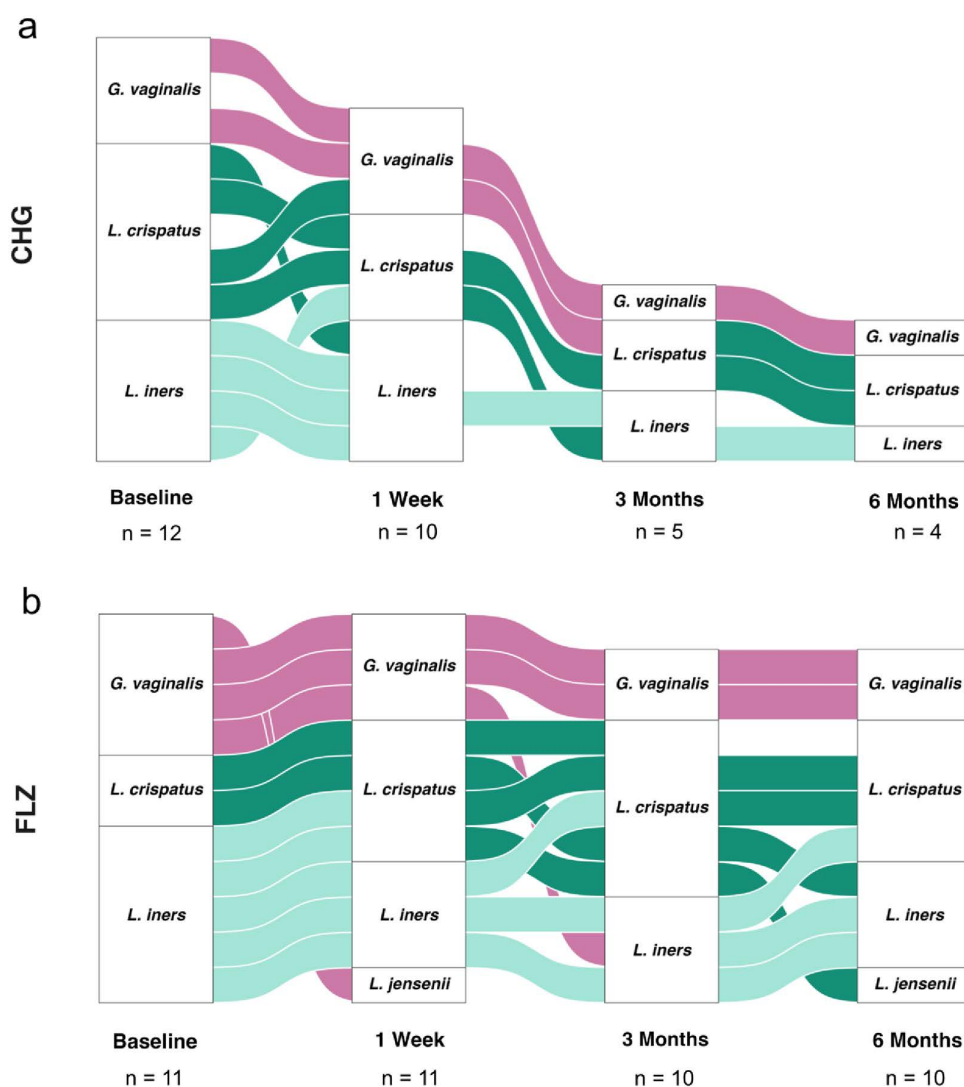 a
CHG
G. vaginalis
L. crispatus
L. iners
G. vaginalis
L. crispatus
L. iners
G. vaginalis
L. crispatus
L. iners
G. vaginalis
L. crispatus
L. iners
Baseline
1 Week
3 Months
6 Months
n = 12
n = 10
n = 5
n = 4
b
FLZ
G. vaginalis
L. crispatus
L. iners
G. vaginalis
L. crispatus
L. iners
L. jensenii
G. vaginalis
L. crispatus
L. iners
G. vaginalis
L. crispatus
L. iners
L. jensenii
Baseline
1 Week
3 Months
6 Months
n = 11
n = 11
n = 10
n = 10